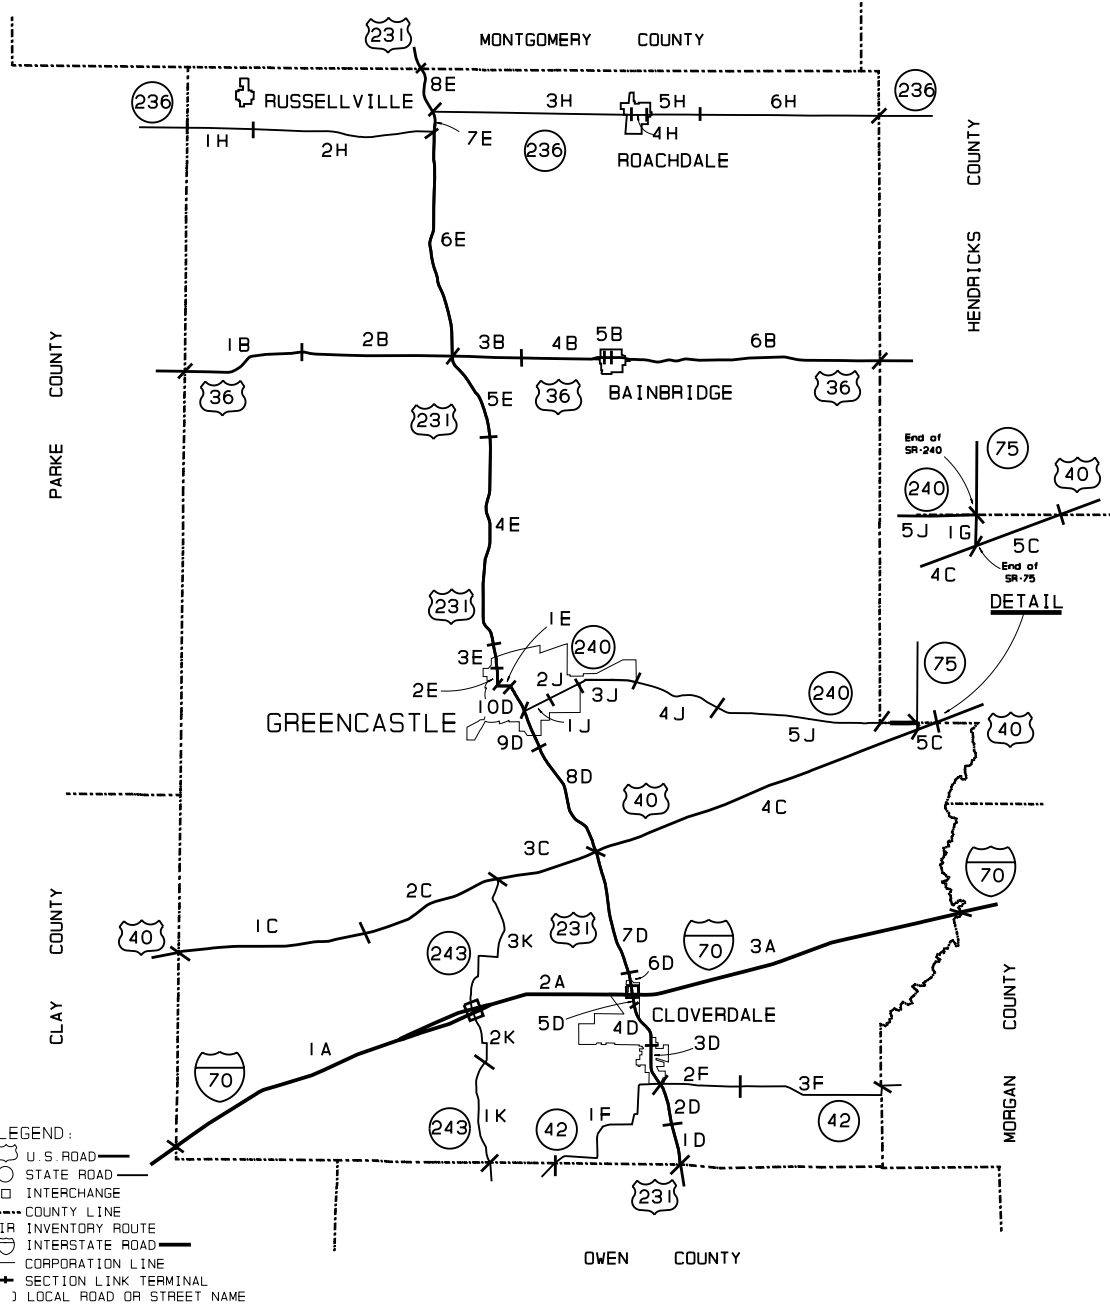 231
MONTGOMERY COUNTY
8E
236
RUSSELLVILLE
3H
5H
6H
236
1H
2H
7E
236
4H
ROACHDALE
HENDRICKS COUNTY
6E
PARKE COUNTY
1B
2B
3B
4B
5B
6B
36
231
5E
36
BAINBRIDGE
36
End of
SR-240
75
240
40
5J
1G
5C
4C
End of
SR-75
DETAIL
4E
231
1E
240
3E
2E
2J
3J
10D
1J
4J
240
75
GREENCASTLE
5J
5C
40
9D
8D
40
4C
3C
2C
1C
40
70
CLAY COUNTY
243
3K
231
7D
70
3A
6D
2A
5D
4D
CLOVERDALE
MORGAN COUNTY
1A
2K
3D
70
2F
3F
243
1K
42
1F
2D
1D
42
231
OWEN COUNTY
LEGEND:
U.S.ROAD
STATE ROAD
INTERCHANGE
COUNTY LINE
IR INVENTORY ROUTE
INTERSTATE ROAD
CORPORATION LINE
SECTION LINK TERMINAL
) LOCAL ROAD OR STREET NAME